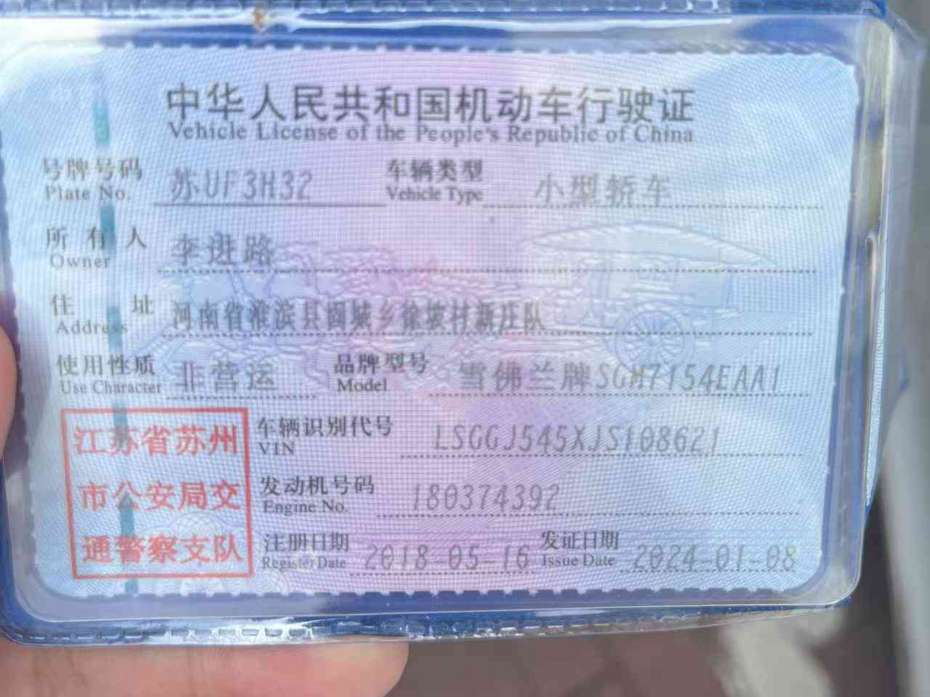 中华人民共和国机动车行驶证
Vehicle License of the People's Republic of China
号牌号码 苏UF3H32 车辆类型 小型轿车
Plate No. Vehicle Type
所有人 李进路
Owner
住址 河南省淮滨县固城乡徐坡村新庄队
Address
使用性质 非营运 品牌型号 雪佛兰牌SGM7154EAA1
Use Character Model
江苏省苏州 车辆识别代号 LSGGJ545XJS108621
VIN
市公安局交 发动机号码 180374392
Engine No.
通警察支队 注册日期 2018-05-16 发证日期 2024-01-08
Register Date Issue Date